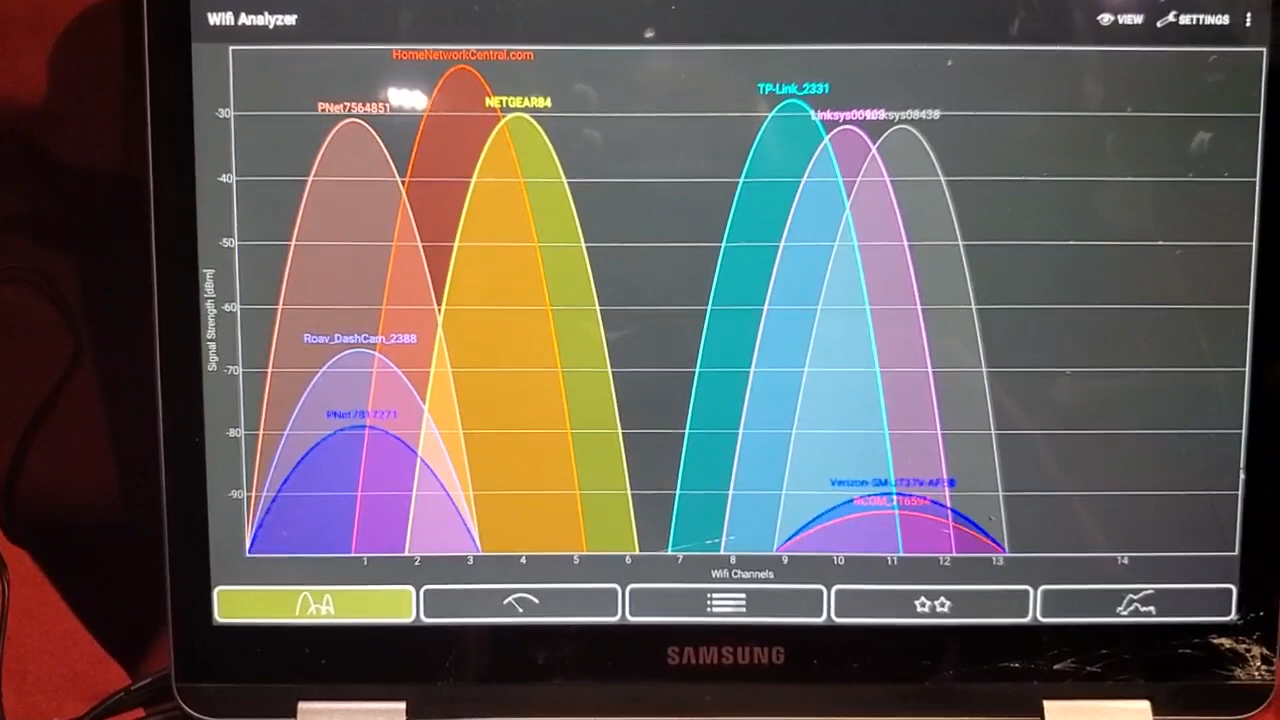 Wifi Analyzer
VIEW
SETTINGS
HomeNetworkCentral.com
TP-Link_2331
NETGEAR84
PNet7564851
-30
-40
-50
-60
Roav_DashCam_2388
-70
-80
-90
Signal Strength [dBm]
1 2 3 4 5 6 7 8 9 10 11 12 13 14
Wifi Channels
SAMSUNG